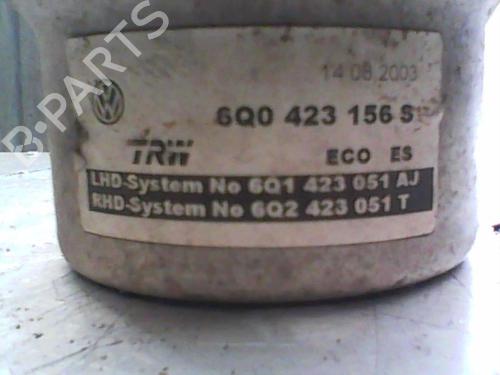 14 08 2003
6Q0 423 156 S
TRW
ECO ES
LHD-System No 6Q1 423 051 AJ
RHD-System No 6Q2 423 051 T
B-PARTS